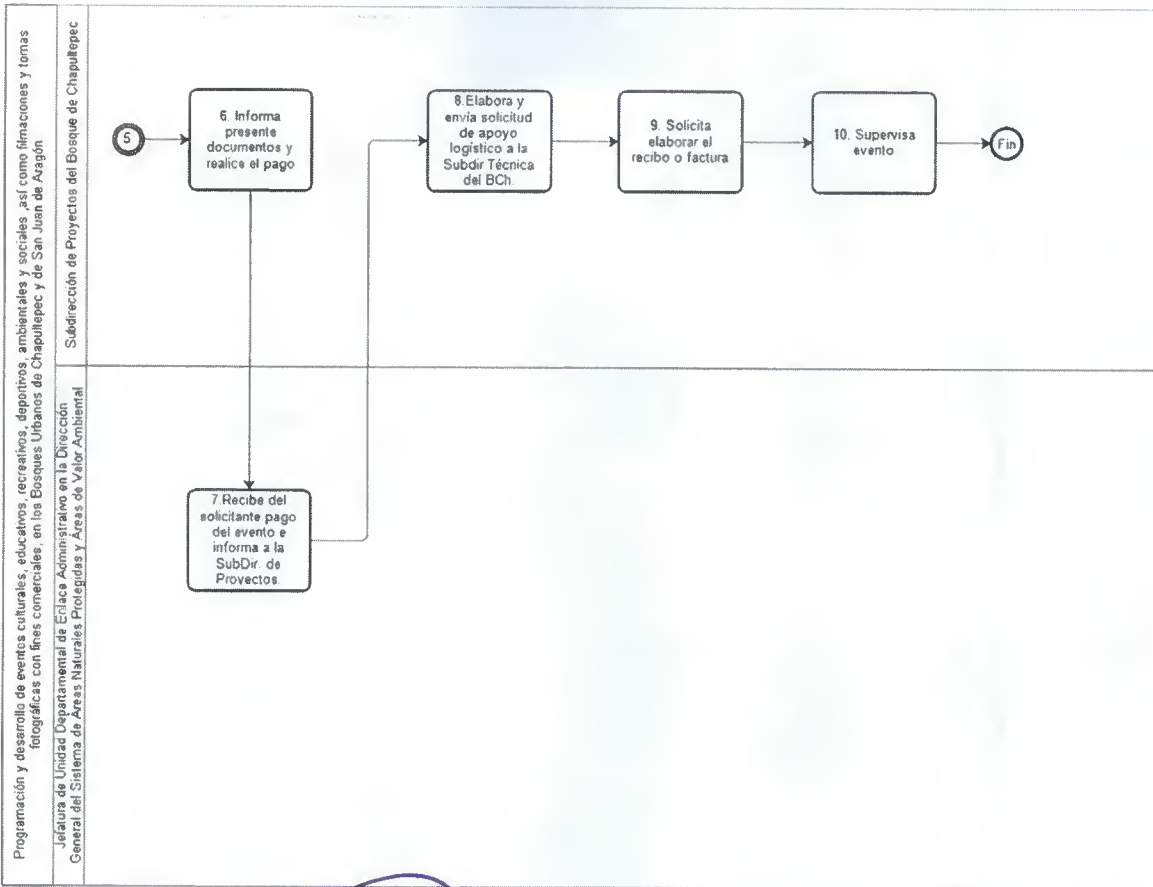 Programación y desarrollo de eventos culturales, educativos, recreativos, deportivos, ambientales y sociales ,así como filmaciones y tomas
fotográficas con fines comerciales, en los Bosques Urbanos de Chapultepec y de San Juan de Aragón
Subdirección de Proyectos del Bosque de Chapultepec
5
6. Informa
presente
documentos y
realice el pago
8.Elabora y
envía solicitud
de apoyo
logístico a la
Subdir Técnica
del BCh.
9. Solicita
elaborar el
recibo o factura
10. Supervisa
evento
Fin
Jefatura de Unidad Departamental de Enlace Administrativo en la Dirección
General del Sistema de Áreas Naturales Protegidas y Áreas de Valor Ambiental
7.Recibe del
solicitante pago
del evento e
informa a la
SubDir. de
Proyectos.